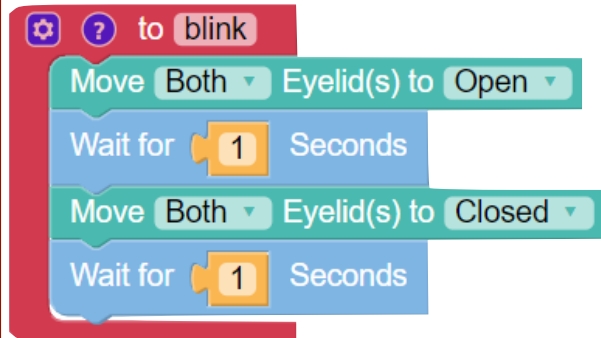 ? to blink
Move Both Eyelid(s) to Open
Wait for 1 Seconds
Move Both Eyelid(s) to Closed
Wait for 1 Seconds